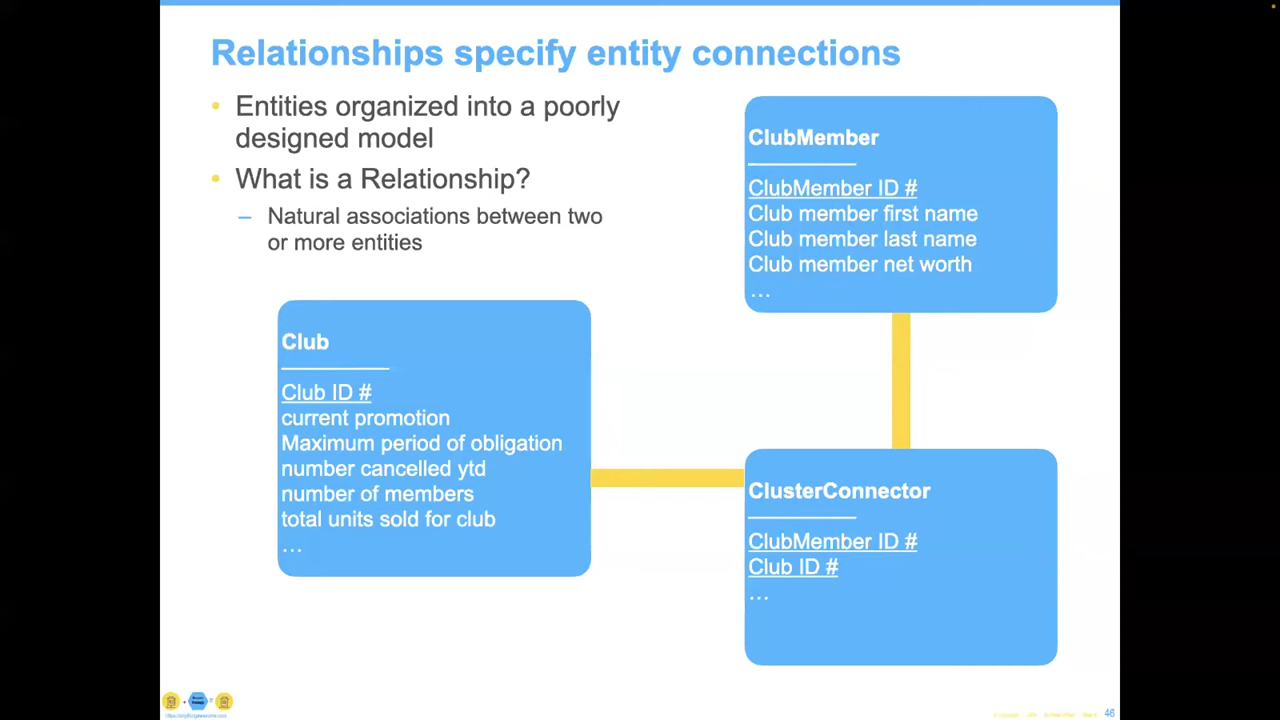 Relationships specify entity connections
• Entities organized into a poorly
designed model
• What is a Relationship?
– Natural associations between two
or more entities
ClubMember
ClubMember ID #
Club member first name
Club member last name
Club member net worth
...
Club
Club ID #
current promotion
Maximum period of obligation
number cancelled ytd
number of members
total units sold for club
...
ClusterConnector
ClubMember ID #
Club ID #
...
46